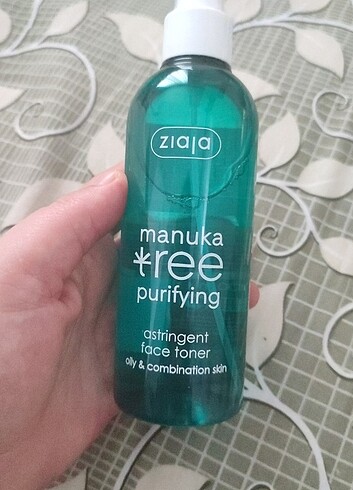 ziaja
manuka
tree
purifying
astringent
face toner
oily & combination skin